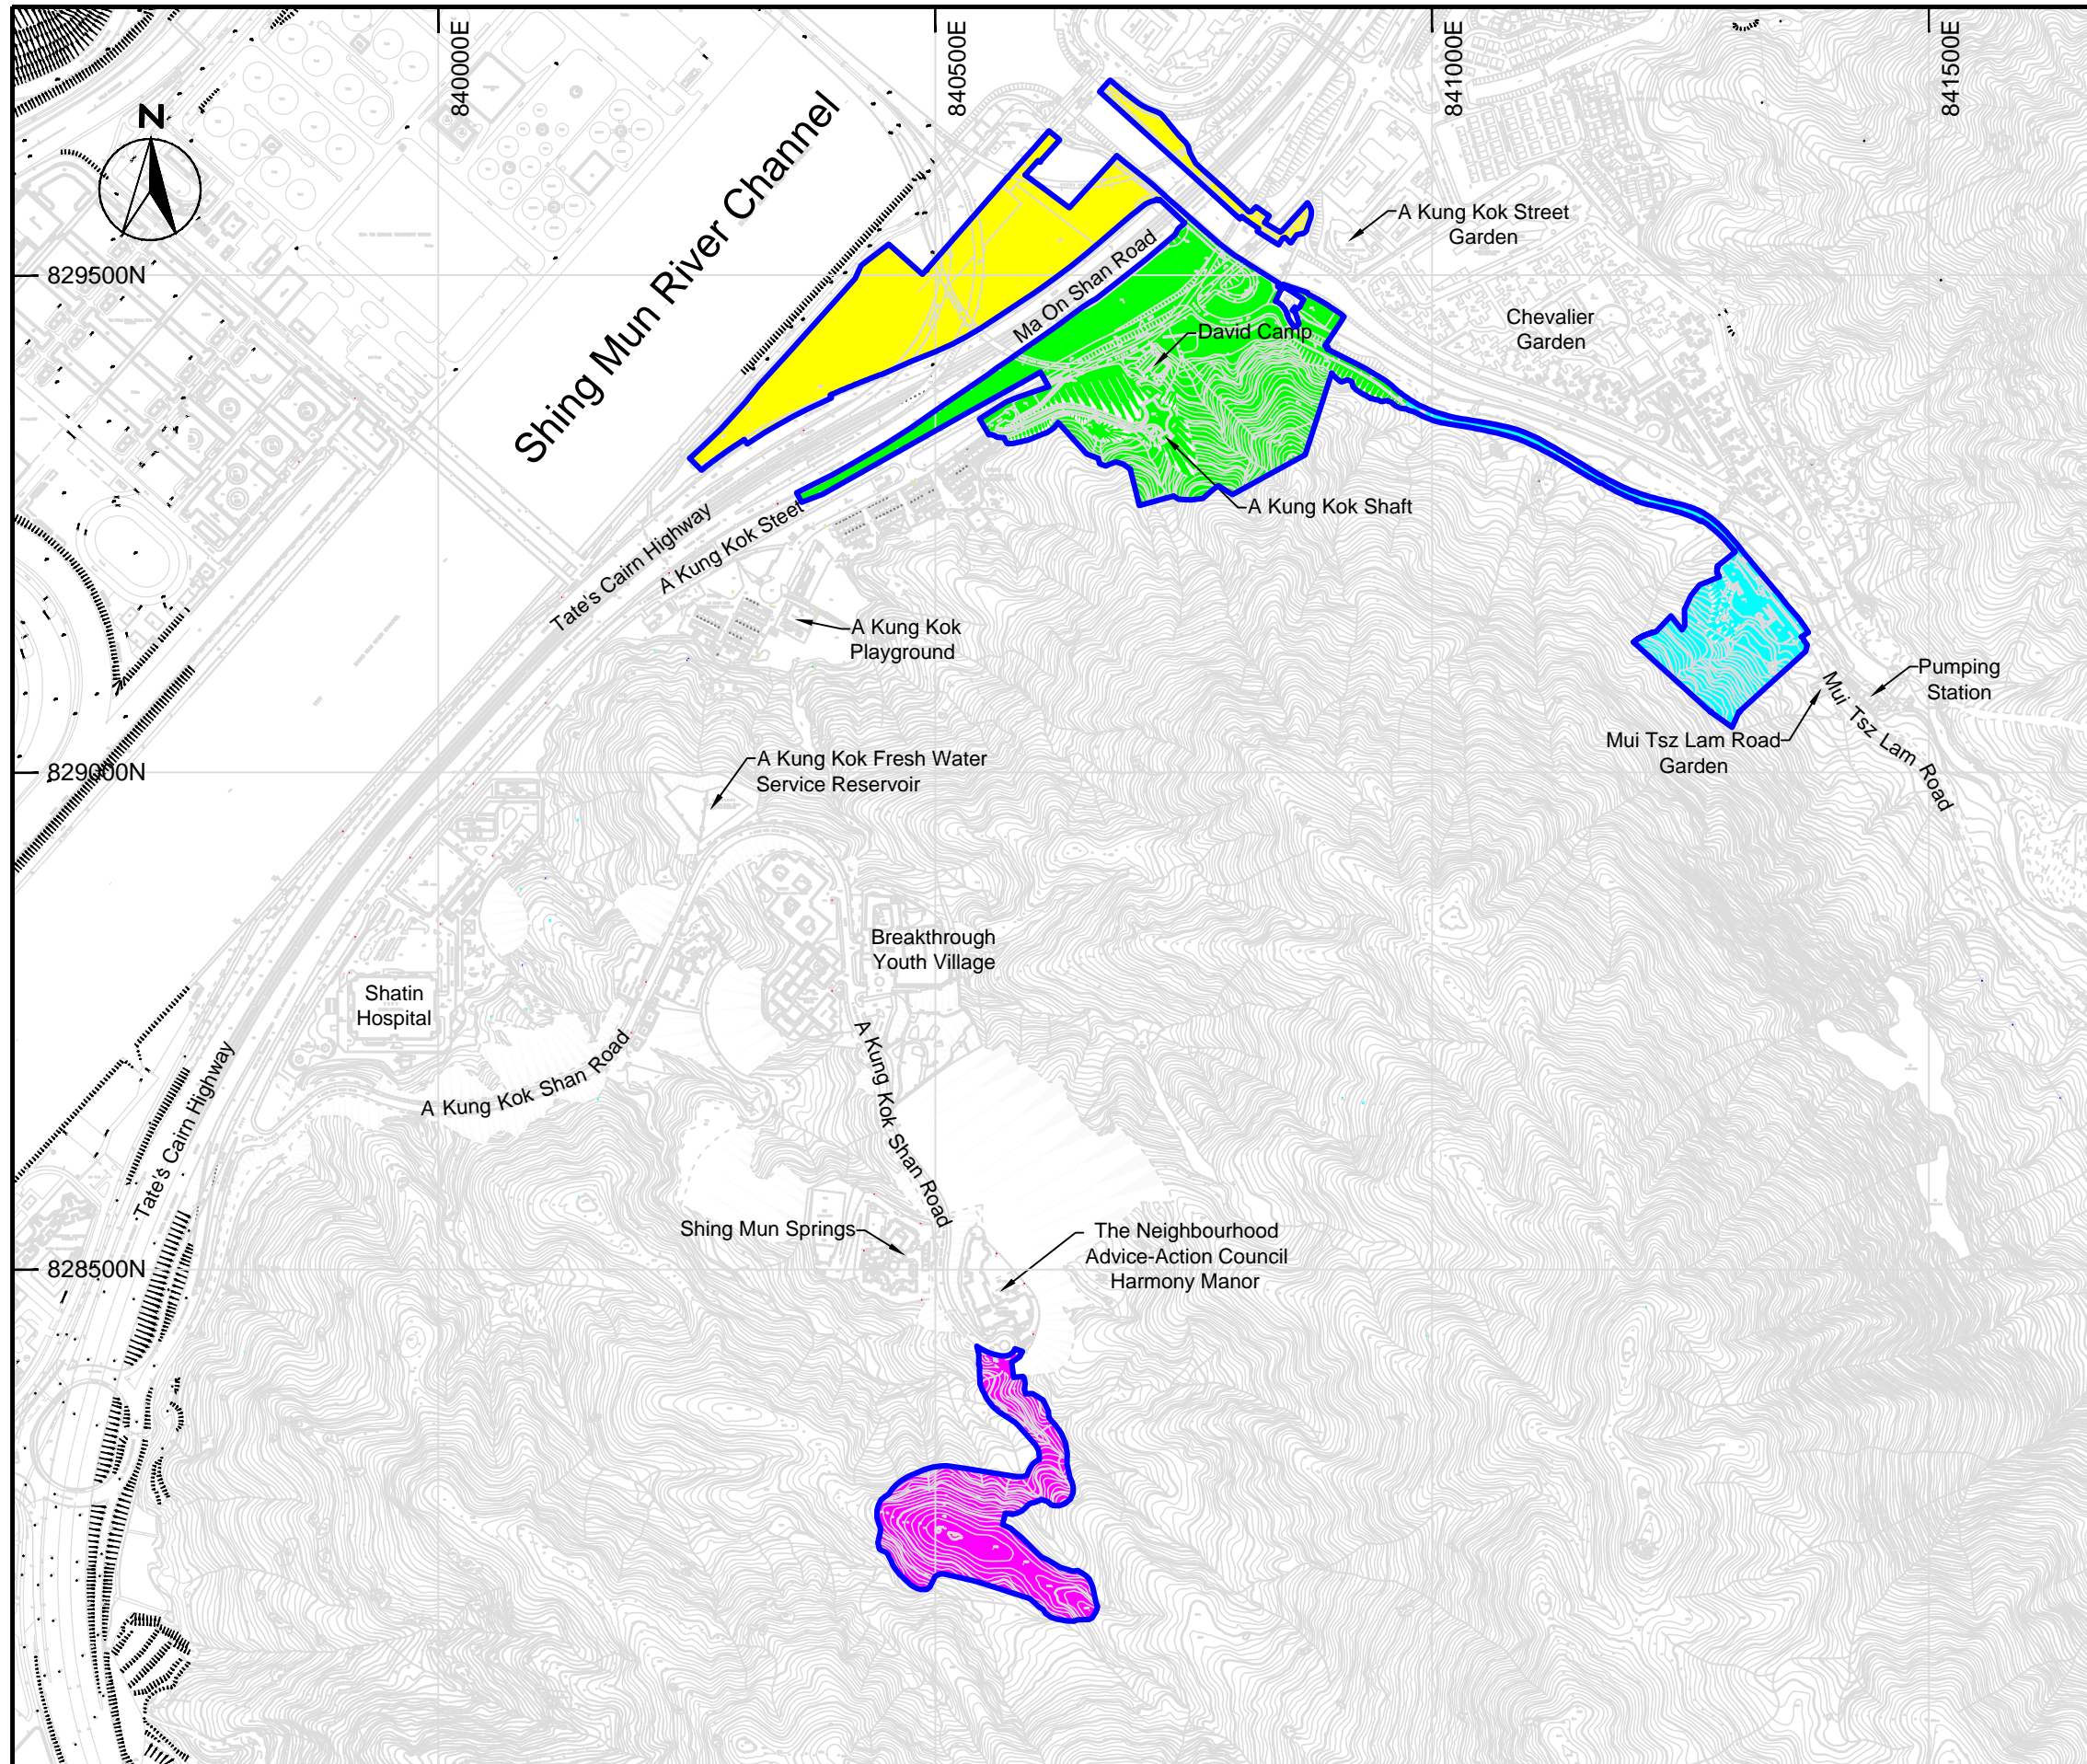 840000E
840500E
841000E
841500E
N
Shing Mun River Channel
A Kung Kok Street
Garden
829500N
Ma On Shan Road
Chevalier
Garden
David Camp
A Kung Kok Shaft
Tate's Cairn Highway
A Kung Kok Steet
A Kung Kok
Playground
Pumping
Station
Mui Tsz Lam Road
Mui Tsz Lam Road
Garden
829000N
A Kung Kok Fresh Water
Service Reservoir
Breakthrough
Youth Village
Shatin
Hospital
A Kung Kok Shan Road
A Kung Kok Shan Road
Tate's Cairn Highway
Shing Mun Springs
The Neighbourhood
Advice-Action Council
Harmony Manor
828500N